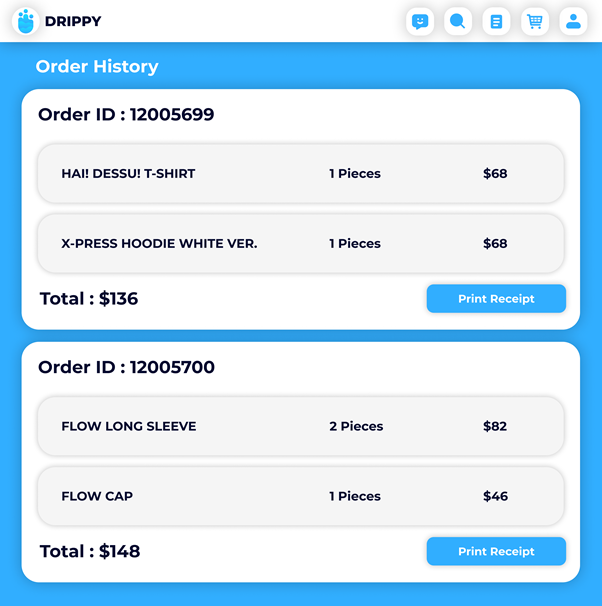 DRIPPY
Order History
Order ID : 12005699
HAI! DESSU! T-SHIRT 1 Pieces $68
X-PRESS HOODIE WHITE VER. 1 Pieces $68
Total : $136 Print Receipt
Order ID : 12005700
FLOW LONG SLEEVE 2 Pieces $82
FLOW CAP 1 Pieces $46
Total : $148 Print Receipt